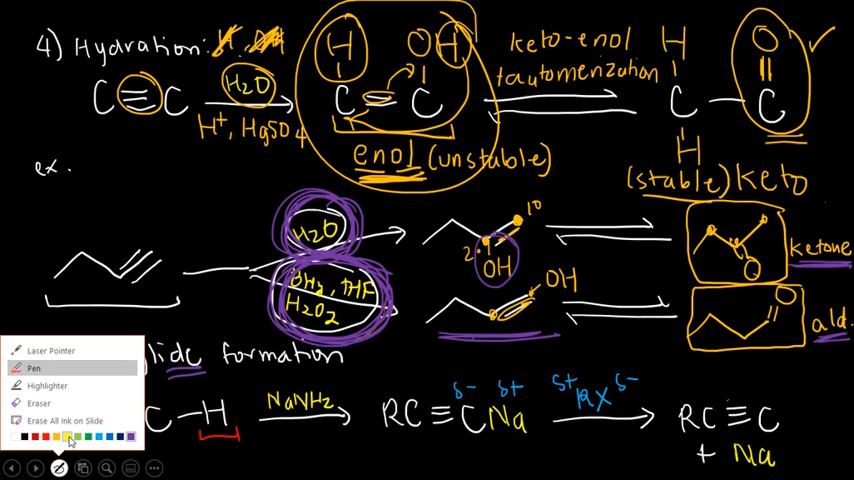 4) Hydration:
H OH keto-enol H O
C≡C H2O C=C tautomerization C-C
H+, HgSO4 H
enol (unstable) (stable) keto
ex.
H2O 2° 1° OH O ketone
BH3, THF OH O
H2O2 ald.
Laser Pointer
Pen
Highlighter
Eraser
Erase All Ink on Slide
lide formation
C-H NaNH2 RC≡CNa RX RC≡C
δ- δ+ δ+ δ-
+ Na